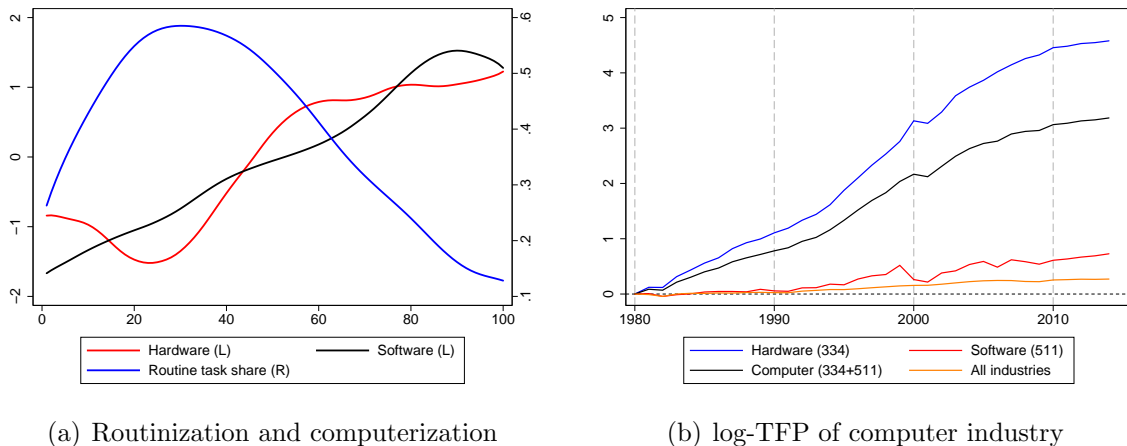 2
1
0
-1
-2
.6
.5
.4
.3
.2
.1
0 20 40 60 80 100
Hardware (L) Software (L)
Routine task share (R)
(a) Routinization and computerization
5
4
3
2
1
0
1980 1990 2000 2010
Hardware (334) Software (511)
Computer (334+511) All industries
(b) log-TFP of computer industry